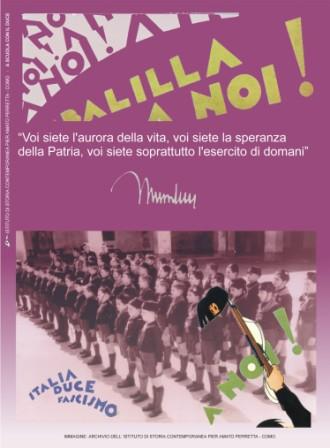 A NOI!
BALILLA
A NOI!
“Voi siete l'aurora della vita, voi siete la speranza
della Patria, voi siete soprattutto l'esercito di domani”
ITALIA
DUCE
FASCISMO
A NOI!
IMMAGINE: ARCHIVIO DELL'ISTITUTO DI STORIA CONTEMPORANEA PIER AMATO PERRETTA - COMO
ISTITUTO DI STORIA CONTEMPORANEA PIER AMATO PERRETTA - COMO - A SCUOLA CON IL DUCE